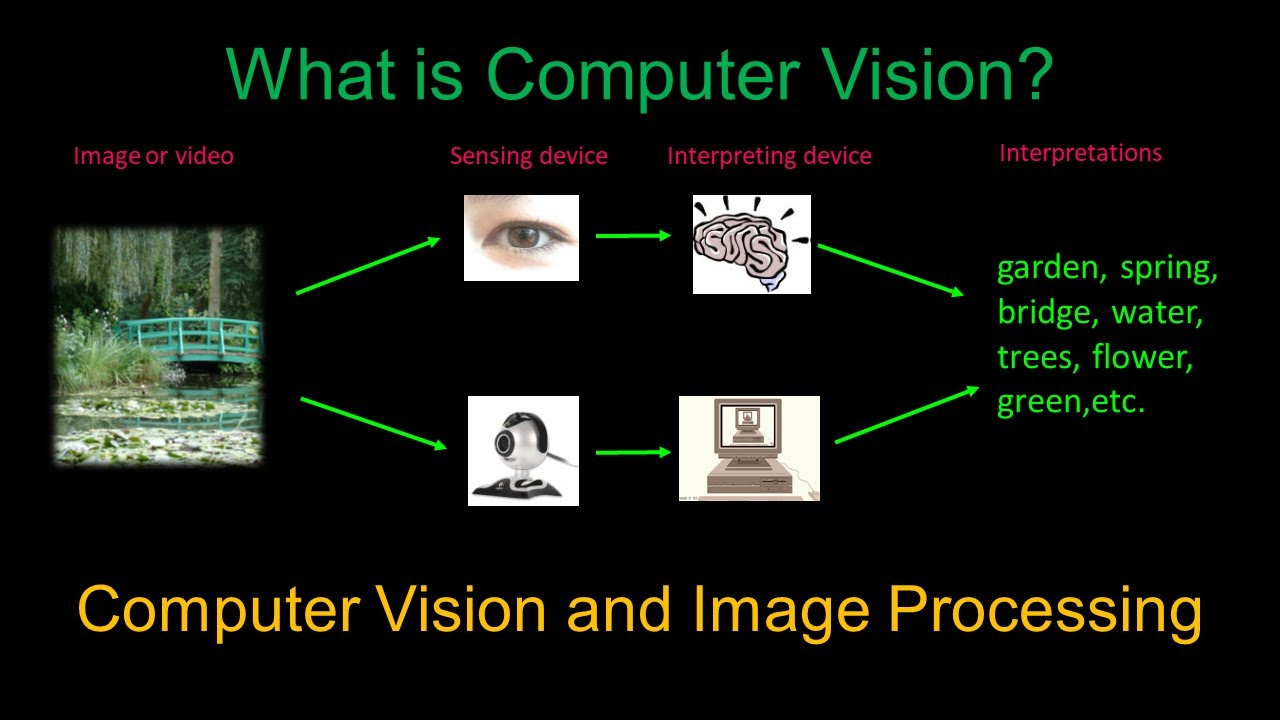 What is Computer Vision?
Image or video
Sensing device
Interpreting device
Interpretations
garden, spring,
bridge, water,
trees, flower,
green,etc.
Computer Vision and Image Processing